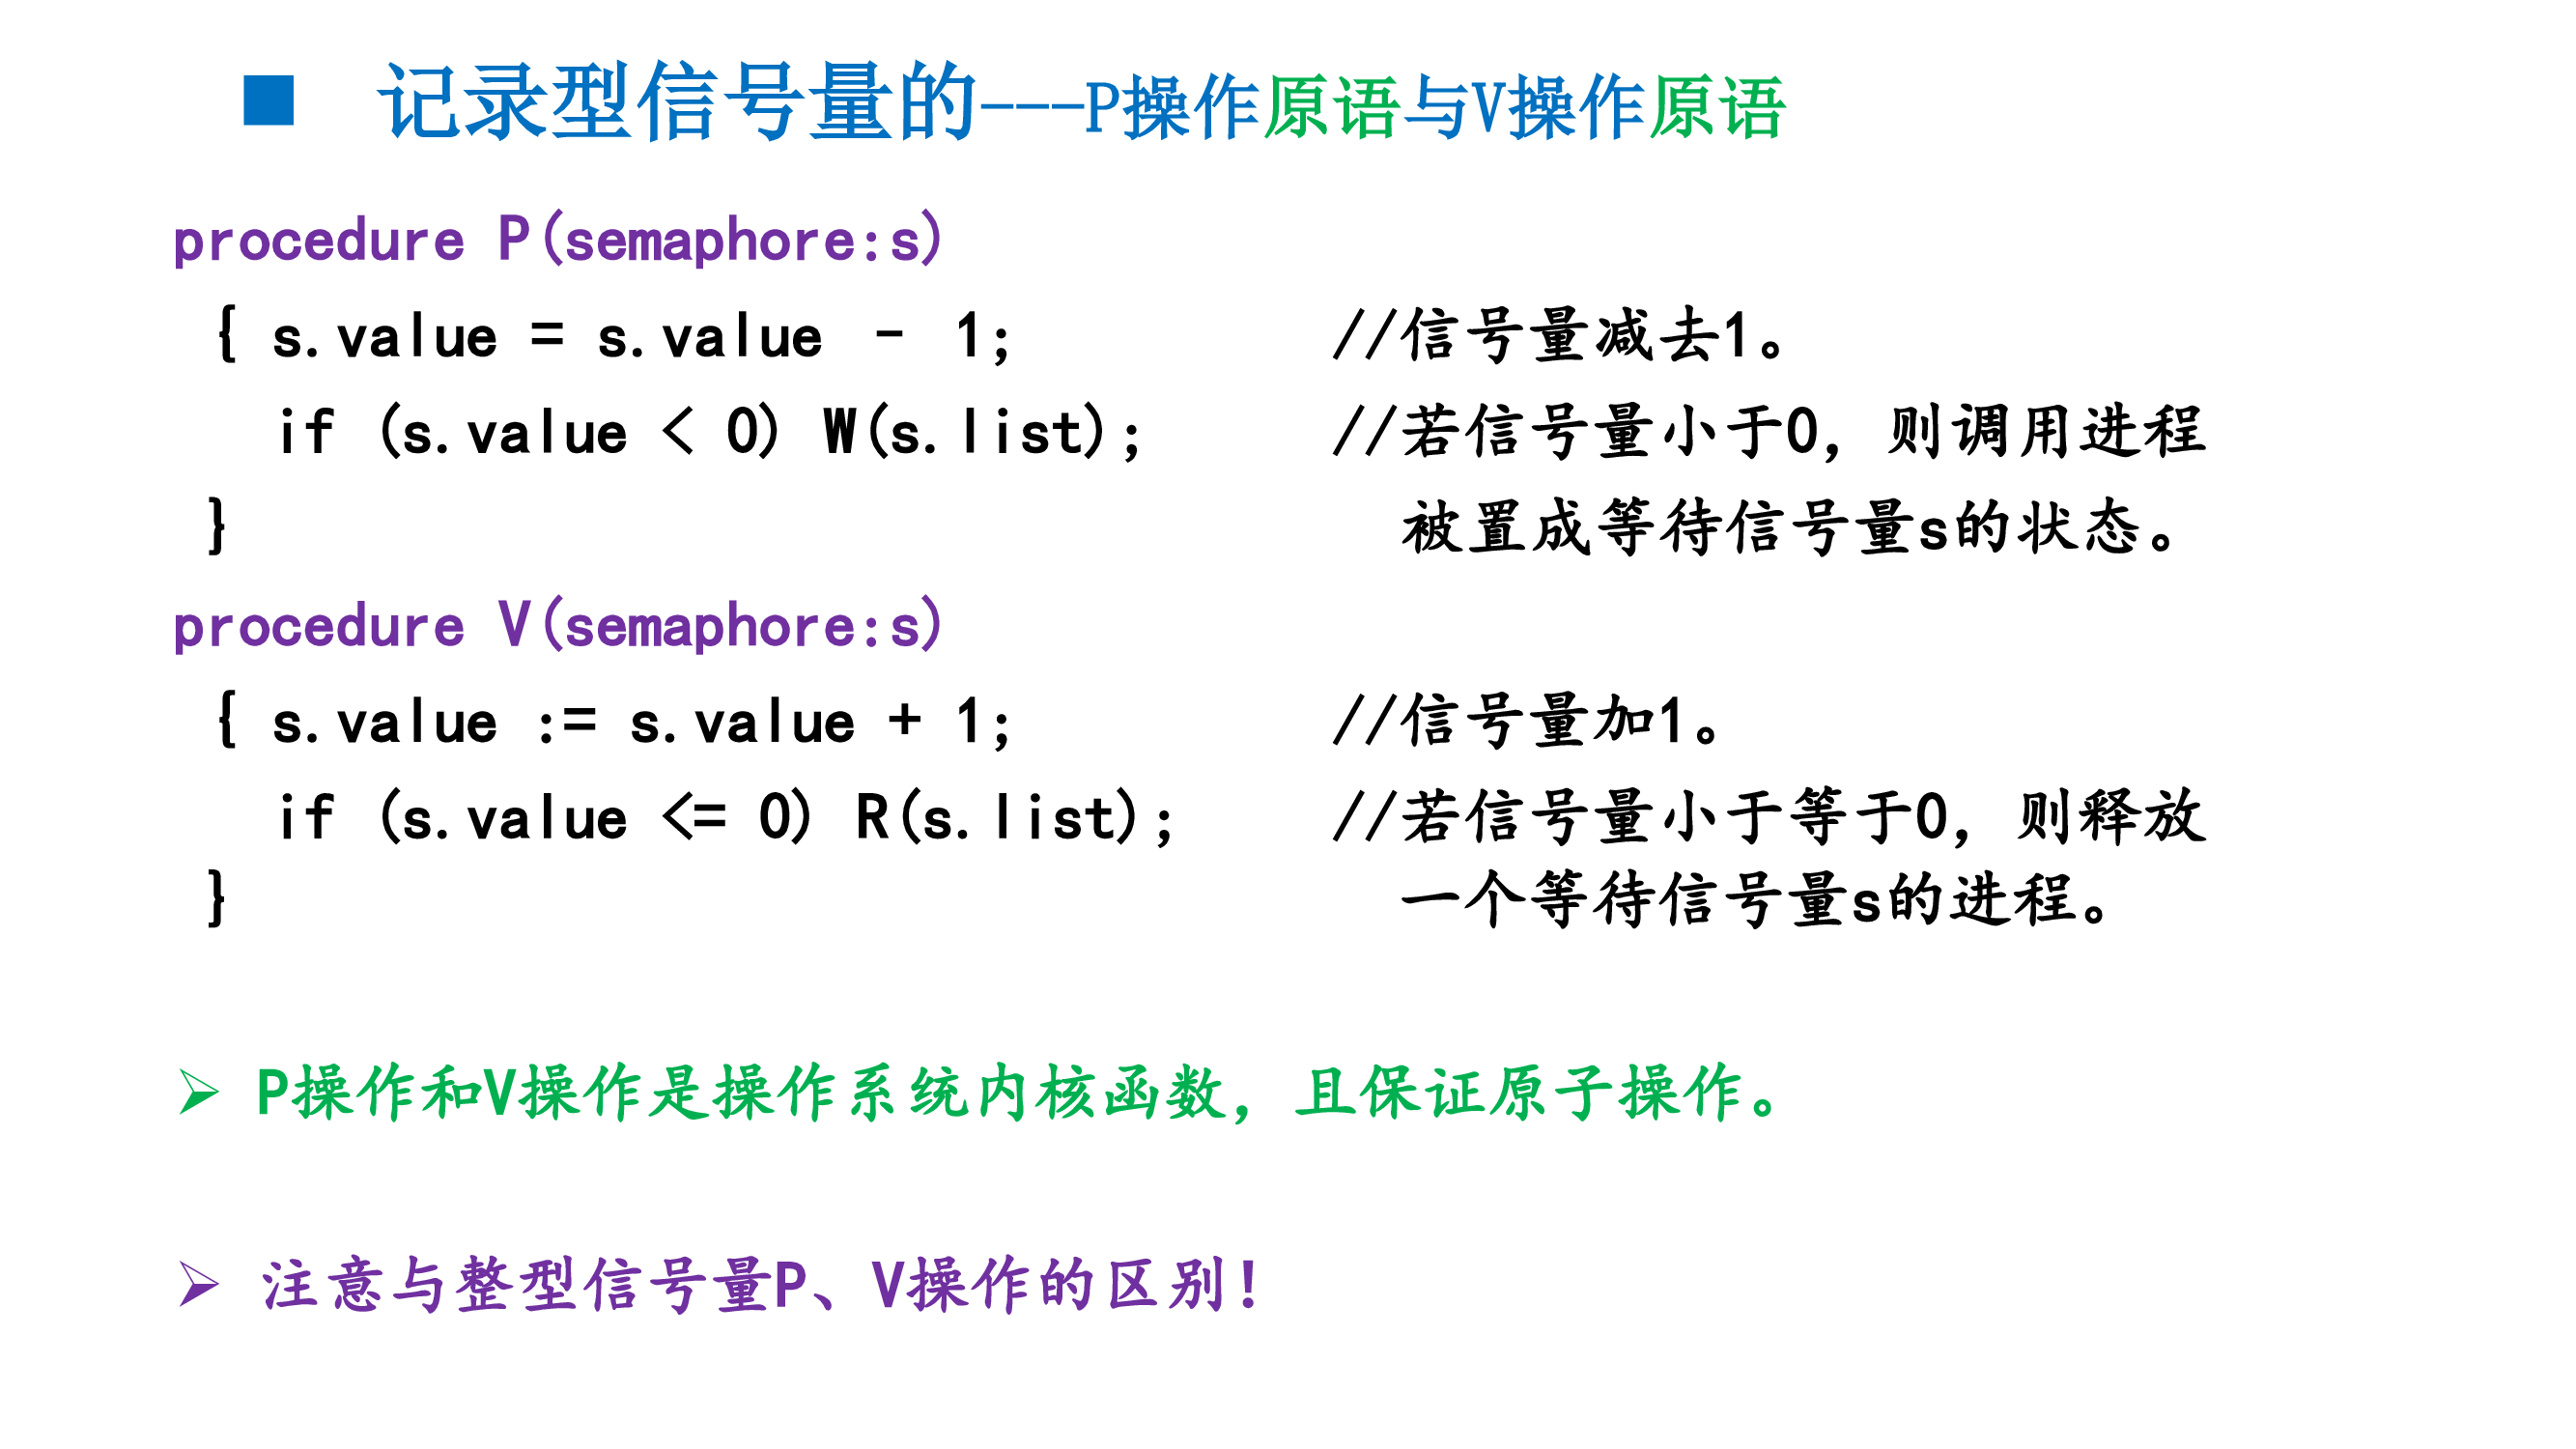 记录型信号量的---P操作原语与V操作原语
procedure P(semaphore:s)
{ s.value = s.value - 1; //信号量减去1。
if (s.value < 0) W(s.list); //若信号量小于0，则调用进程
} 被置成等待信号量s的状态。
procedure V(semaphore:s)
{ s.value := s.value + 1; //信号量加1。
if (s.value <= 0) R(s.list); //若信号量小于等于0，则释放
} 一个等待信号量s的进程。
P操作和V操作是操作系统内核函数，且保证原子操作。
注意与整型信号量P、V操作的区别！